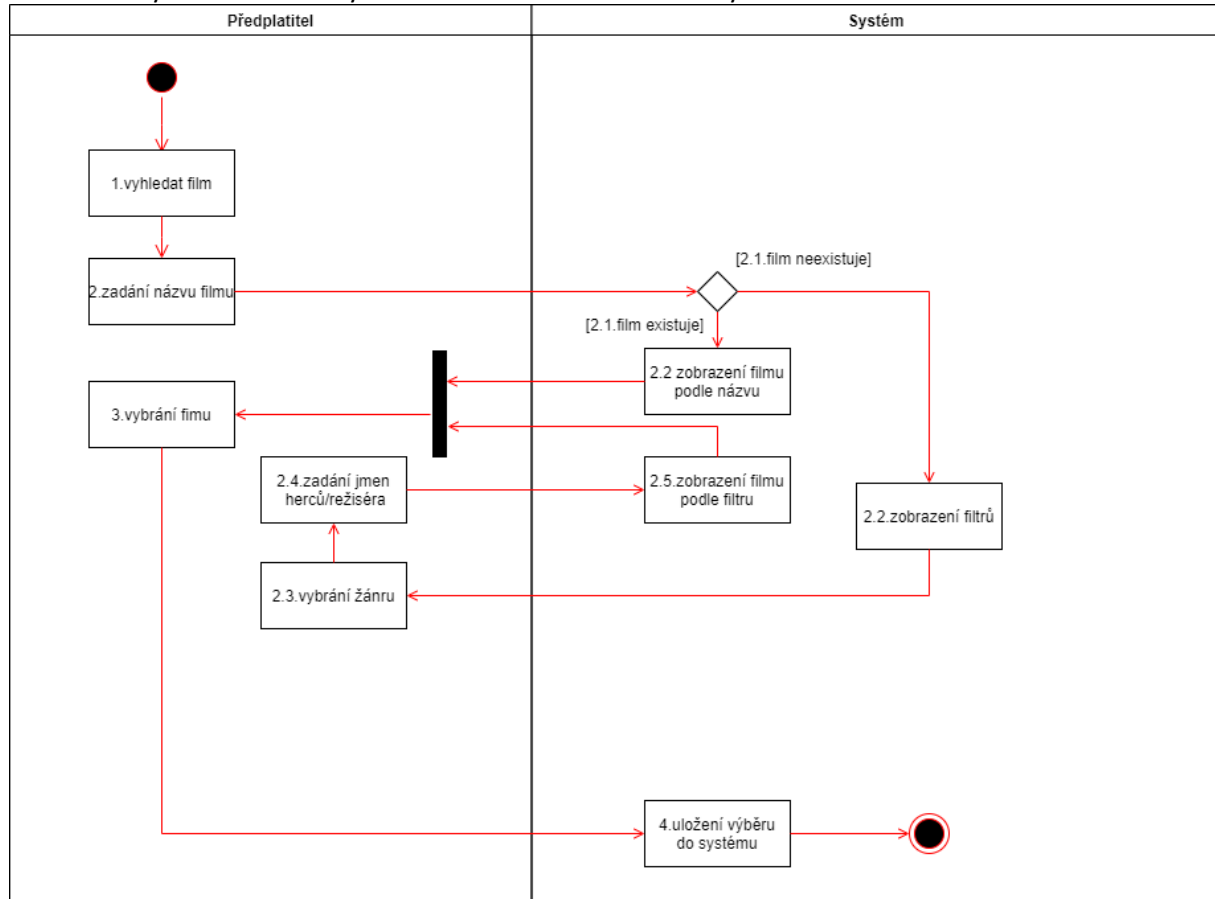 Předplatitel
Systém
1.vyhledat film
[2.1.film neexistuje]
2.zadání názvu filmu
[2.1.film existuje]
2.2 zobrazení filmu
podle názvu
3.vybrání fimu
2.4.zadání jmen
herců/režiséra
2.5.zobrazení filmu
podle filtru
2.2.zobrazení filtrů
2.3.vybrání žánru
4.uložení výběru
do systému